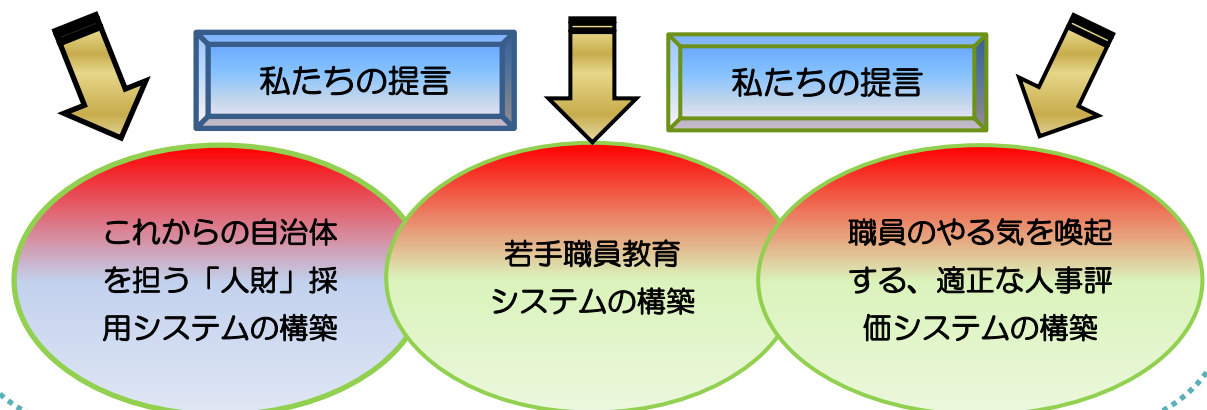 私たちの提言
私たちの提言
これからの自治体
を担う「人財」採
用システムの構築
若手職員教育
システムの構築
職員のやる気を喚起
する、適正な人事評
価システムの構築